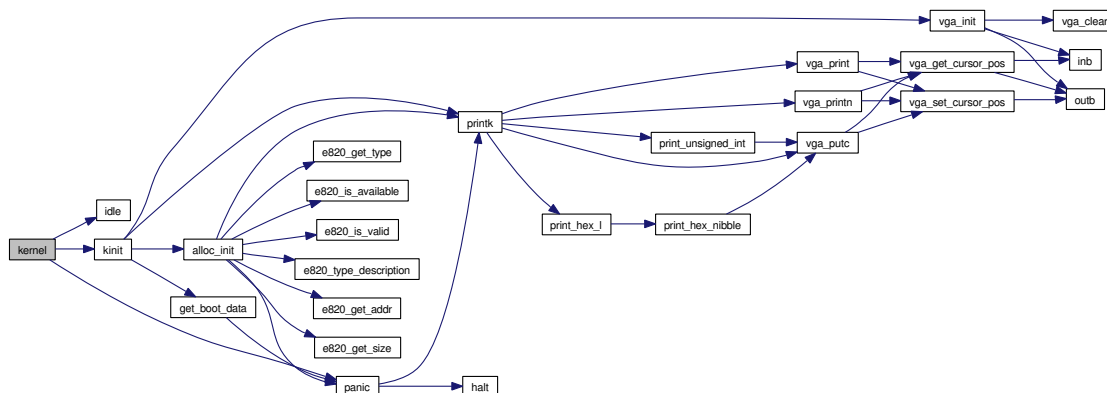 vga_init
vga_clear
inb
vga_print
vga_get_cursor_pos
vga_printn
vga_set_cursor_pos
outb
printk
print_unsigned_int
vga_putc
e820_get_type
e820_is_available
idle
print_hex_l
print_hex_nibble
e820_is_valid
kernel
kinit
alloc_init
e820_type_description
get_boot_data
e820_get_addr
e820_get_size
panic
halt